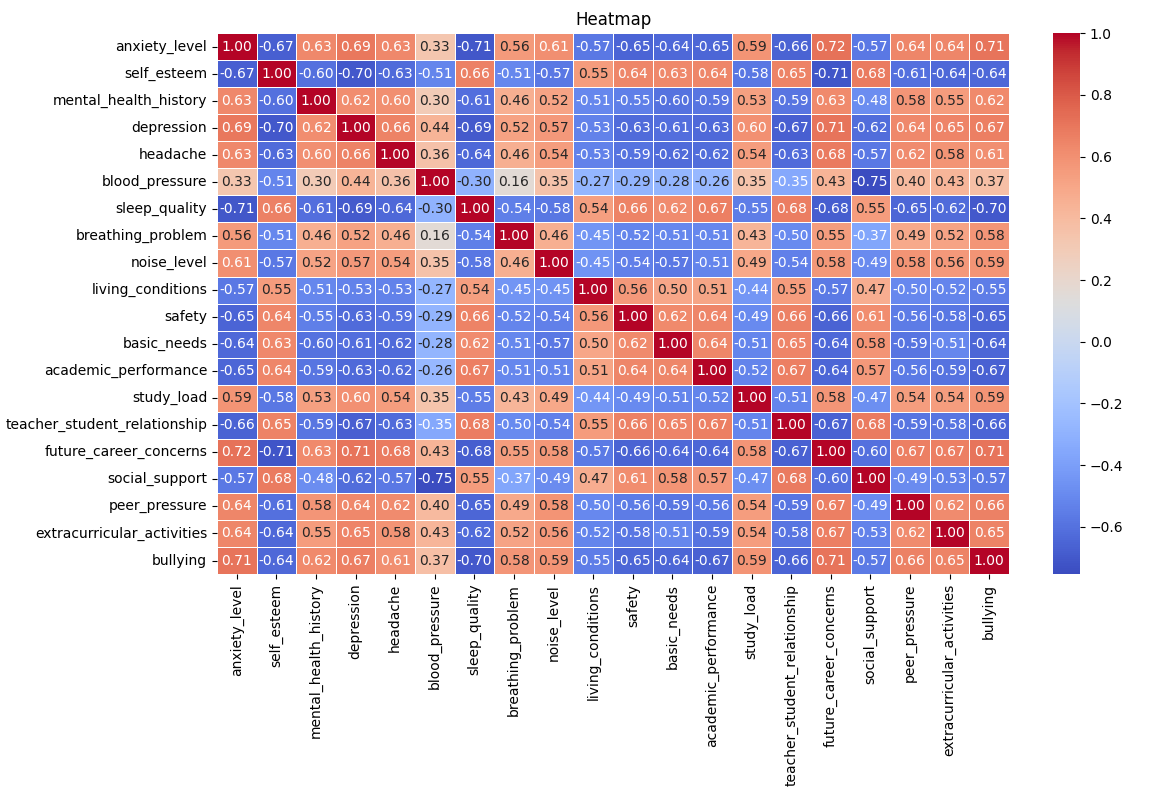 Heatmap
anxiety_level 1.00 -0.67 0.63 0.69 0.63 0.33 -0.71 0.56 0.61 -0.57 -0.65 -0.64 -0.65 0.59 -0.66 0.72 -0.57 0.64 0.64 0.71
self_esteem -0.67 1.00 -0.60 -0.70 -0.63 -0.51 0.66 -0.51 -0.57 0.55 0.64 0.63 0.64 -0.58 0.65 -0.71 0.68 -0.61 -0.64 -0.64
mental_health_history 0.63 -0.60 1.00 0.62 0.60 0.30 -0.61 0.46 0.52 -0.51 -0.55 -0.60 -0.59 0.53 -0.59 0.63 -0.48 0.58 0.55 0.62
depression 0.69 -0.70 0.62 1.00 0.66 0.44 -0.69 0.52 0.57 -0.53 -0.63 -0.61 -0.63 0.60 -0.67 0.71 -0.62 0.64 0.65 0.67
headache 0.63 -0.63 0.60 0.66 1.00 0.36 -0.64 0.46 0.54 -0.53 -0.59 -0.62 -0.62 0.54 -0.63 0.68 -0.57 0.62 0.58 0.61
blood_pressure 0.33 -0.51 0.30 0.44 0.36 1.00 -0.30 0.16 0.35 -0.27 -0.29 -0.28 -0.26 0.35 -0.35 0.43 -0.75 0.40 0.43 0.37
sleep_quality -0.71 0.66 -0.61 -0.69 -0.64 -0.30 1.00 -0.54 -0.58 0.54 0.66 0.62 0.67 -0.55 0.68 -0.68 0.55 -0.65 -0.62 -0.70
breathing_problem 0.56 -0.51 0.46 0.52 0.46 0.16 -0.54 1.00 0.46 -0.45 -0.52 -0.51 -0.51 0.43 -0.50 0.55 -0.37 0.49 0.52 0.58
noise_level 0.61 -0.57 0.52 0.57 0.54 0.35 -0.58 0.46 1.00 -0.45 -0.54 -0.57 -0.51 0.49 -0.54 0.58 -0.49 0.58 0.56 0.59
living_conditions -0.57 0.55 -0.51 -0.53 -0.53 -0.27 0.54 -0.45 -0.45 1.00 0.56 0.50 0.51 -0.44 0.55 -0.57 0.47 -0.50 -0.52 -0.55
safety -0.65 0.64 -0.55 -0.63 -0.59 -0.29 0.66 -0.52 -0.54 0.56 1.00 0.62 0.64 -0.49 0.66 -0.66 0.61 -0.56 -0.58 -0.65
basic_needs -0.64 0.63 -0.60 -0.61 -0.62 -0.28 0.62 -0.51 -0.57 0.50 0.62 1.00 0.64 -0.51 0.65 -0.64 0.58 -0.59 -0.51 -0.64
academic_performance -0.65 0.64 -0.59 -0.63 -0.62 -0.26 0.67 -0.51 -0.51 0.51 0.64 0.64 1.00 -0.52 0.67 -0.64 0.57 -0.56 -0.59 -0.67
study_load 0.59 -0.58 0.53 0.60 0.54 0.35 -0.55 0.43 0.49 -0.44 -0.49 -0.51 -0.52 1.00 -0.51 0.58 -0.47 0.54 0.54 0.59
teacher_student_relationship -0.66 0.65 -0.59 -0.67 -0.63 -0.35 0.68 -0.50 -0.54 0.55 0.66 0.65 0.67 -0.51 1.00 -0.67 0.68 -0.59 -0.58 -0.66
future_career_concerns 0.72 -0.71 0.63 0.71 0.68 0.43 -0.68 0.55 0.58 -0.57 -0.66 -0.64 -0.64 0.58 -0.67 1.00 -0.60 0.67 0.67 0.71
social_support -0.57 0.68 -0.48 -0.62 -0.57 -0.75 0.55 -0.37 -0.49 0.47 0.61 0.58 0.57 -0.47 0.68 -0.60 1.00 -0.49 -0.53 -0.57
peer_pressure 0.64 -0.61 0.58 0.64 0.62 0.40 -0.65 0.49 0.58 -0.50 -0.56 -0.59 -0.56 0.54 -0.59 0.67 -0.49 1.00 0.62 0.66
extracurricular_activities 0.64 -0.64 0.55 0.65 0.58 0.43 -0.62 0.52 0.56 -0.52 -0.58 -0.51 -0.59 0.54 -0.58 0.67 -0.53 0.62 1.00 0.65
bullying 0.71 -0.64 0.62 0.67 0.61 0.37 -0.70 0.58 0.59 -0.55 -0.65 -0.64 -0.67 0.59 -0.66 0.71 -0.57 0.66 0.65 1.00
anxiety_level
self_esteem
mental_health_history
depression
headache
blood_pressure
sleep_quality
breathing_problem
noise_level
living_conditions
safety
basic_needs
academic_performance
study_load
teacher_student_relationship
future_career_concerns
social_support
peer_pressure
extracurricular_activities
bullying
1.0
0.8
0.6
0.4
0.2
0.0
−0.2
−0.4
−0.6